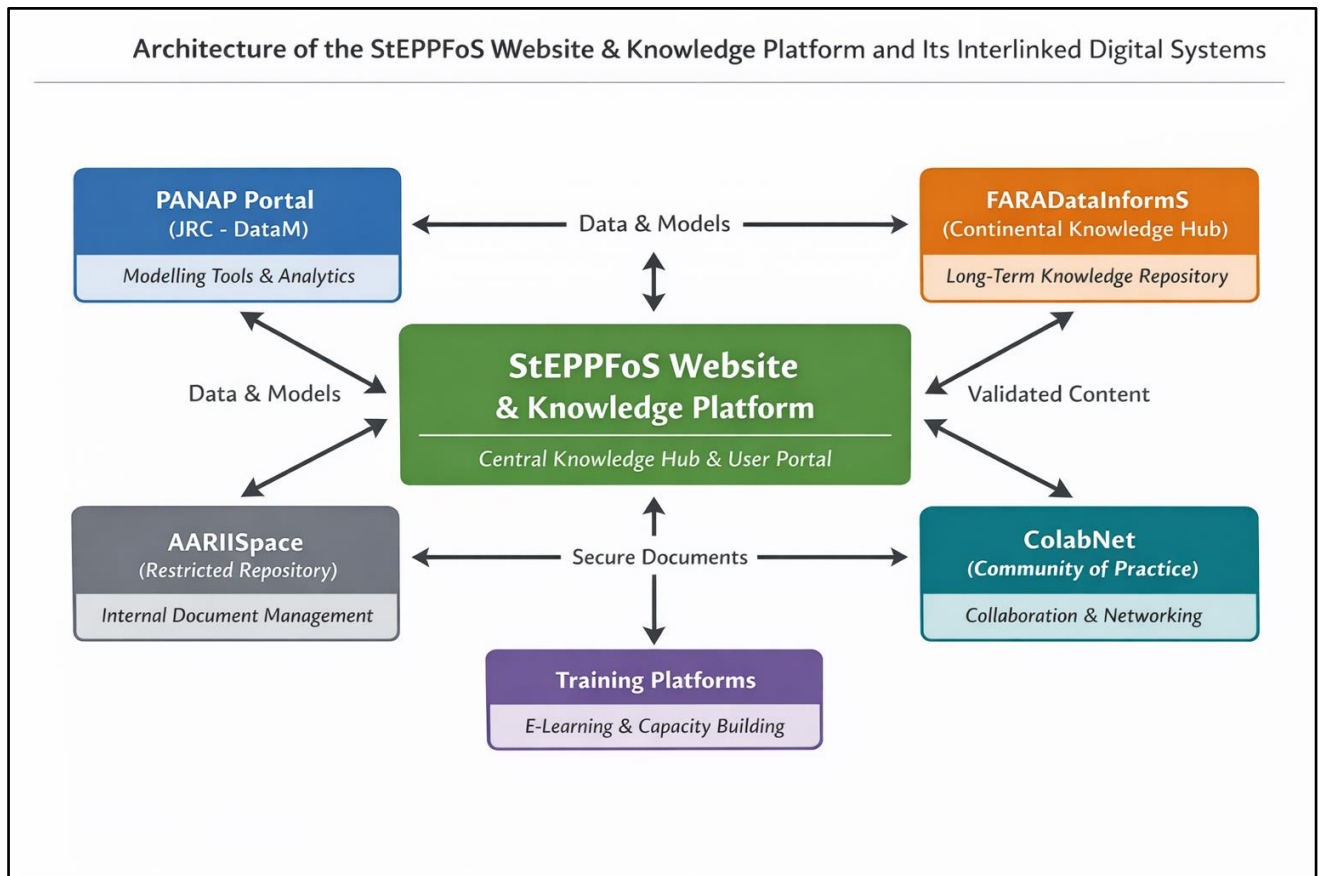 Architecture of the StEPPFoS Website & Knowledge Platform and Its Interlinked Digital Systems
PANAP Portal
(JRC - DataM)
Modelling Tools & Analytics
Data & Models
FARADataInformS
(Continental Knowledge Hub)
Long-Term Knowledge Repository
StEPPFoS Website
& Knowledge Platform
Central Knowledge Hub & User Portal
Data & Models
Validated Content
AARIISpace
(Restricted Repository)
Internal Document Management
Secure Documents
ColabNet
(Community of Practice)
Collaboration & Networking
Training Platforms
E-Learning & Capacity Building